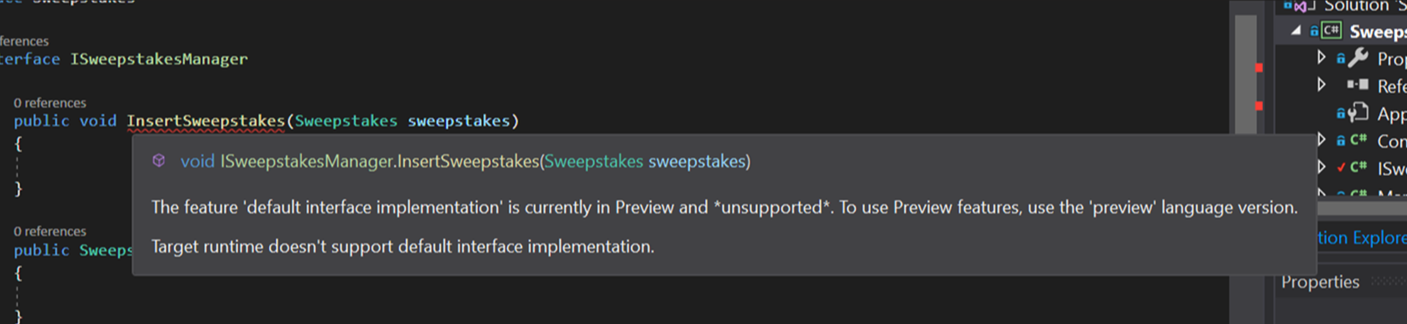 Solution 'S
ferences
terface ISweepstakesManager
C# Sweeps
Prop
Refe
0 references
public void InsertSweepstakes(Sweepstakes sweepstakes)
App
{
C# Con
void ISweepstakesManager.InsertSweepstakes(Sweepstakes sweepstakes)
C# ISwe
}
The feature 'default interface implementation' is currently in Preview and *unsupported*. To use Preview features, use the 'preview' language version.
0 references
public Sweeps
Target runtime doesn't support default interface implementation.
tion Explore
{
Properties
}